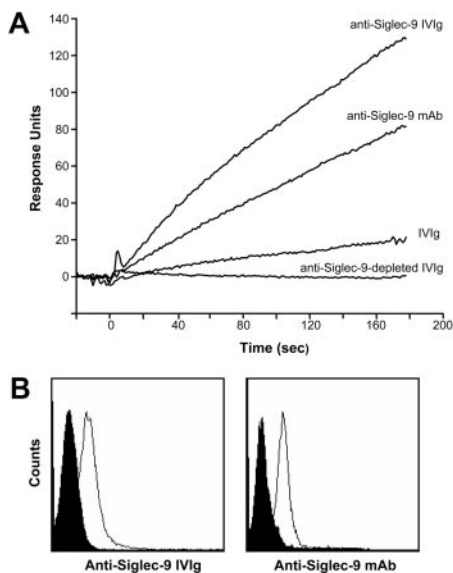 A
140
anti-Siglec-9 IVIg
120
100
anti-Siglec-9 mAb
80
Response Units
60
40
IVIg
20
anti-Siglec-9-depleted IVIg
0
0 40 80 120 160 200
Time (sec)
B
Counts
Anti-Siglec-9 IVIg
Anti-Siglec-9 mAb